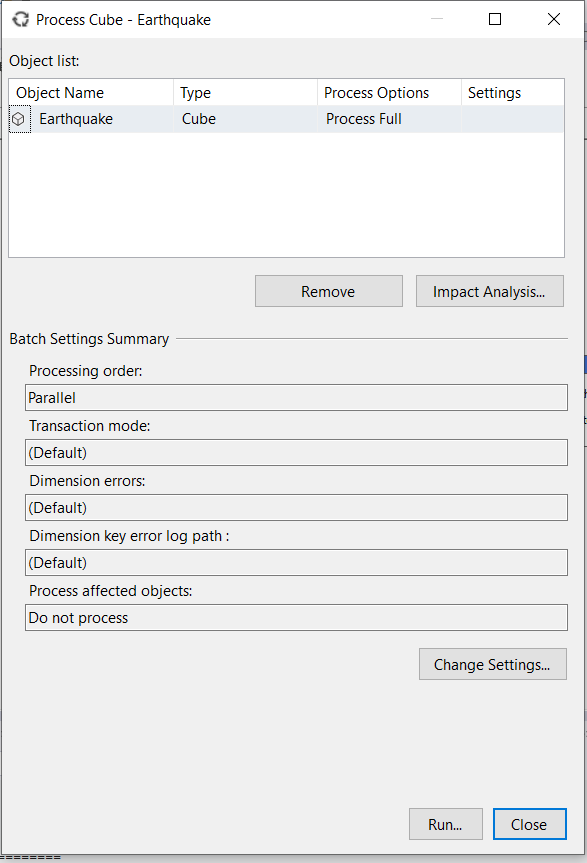 Process Cube - Earthquake
Object list:
Object Name Type Process Options Settings
Earthquake Cube Process Full
Remove Impact Analysis...
Batch Settings Summary
Processing order:
Parallel
Transaction mode:
(Default)
Dimension errors:
(Default)
Dimension key error log path :
(Default)
Process affected objects:
Do not process
Change Settings...
Run... Close